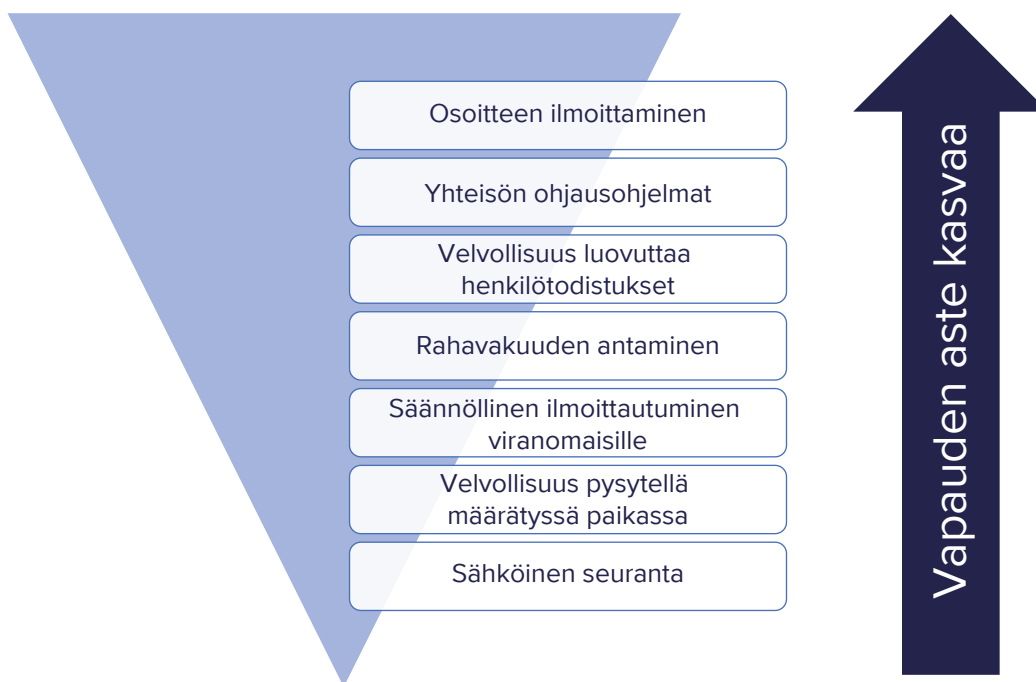 Osoitteen ilmoittaminen
Yhteisön ohjausohjelmat
Velvollisuus luovuttaa
henkilötodistukset
Rahavakuuden antaminen
Säännöllinen ilmoittautuminen
viranomaisille
Velvollisuus pysytellä
määrätyssä paikassa
Sähköinen seuranta
Vapauden aste kasvaa